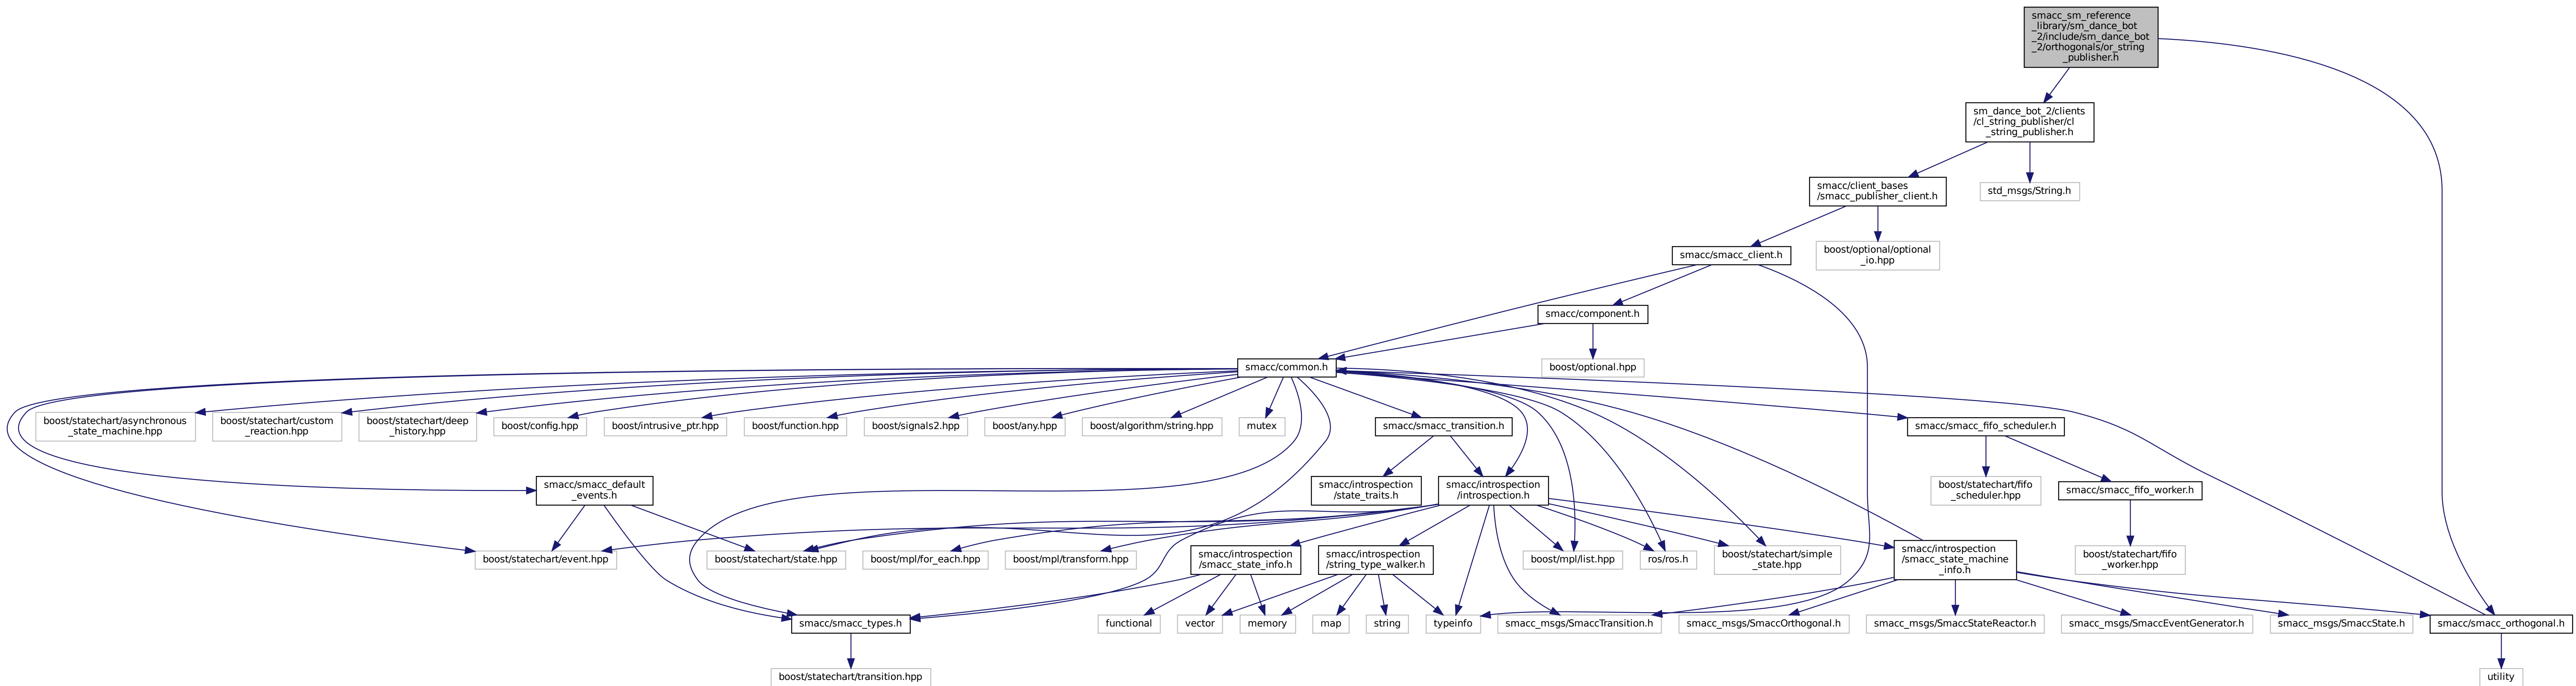 smacc_sm_reference
_library/sm_dance_bot
_2/include/sm_dance_bot
_2/orthogonals/or_string
_publisher.h
sm_dance_bot_2/clients
/cl_string_publisher/cl
_string_publisher.h
smacc/client_bases
/smacc_publisher_client.h
std_msgs/String.h
smacc/smacc_client.h
boost/optional/optional
_io.hpp
smacc/component.h
smacc/common.h
boost/optional.hpp
boost/statechart/asynchronous
_state_machine.hpp
boost/statechart/custom
_reaction.hpp
boost/statechart/deep
_history.hpp
boost/config.hpp
boost/intrusive_ptr.hpp
boost/function.hpp
boost/signals2.hpp
boost/any.hpp
boost/algorithm/string.hpp
mutex
smacc/smacc_transition.h
smacc/smacc_fifo_scheduler.h
smacc/smacc_default
_events.h
smacc/introspection
/state_traits.h
smacc/introspection
/introspection.h
boost/statechart/fifo
_scheduler.hpp
smacc/smacc_fifo_worker.h
boost/statechart/event.hpp
boost/statechart/state.hpp
boost/mpl/for_each.hpp
boost/mpl/transform.hpp
smacc/introspection
/smacc_state_info.h
smacc/introspection
/string_type_walker.h
boost/mpl/list.hpp
ros/ros.h
boost/statechart/simple
_state.hpp
smacc/introspection
/smacc_state_machine
_info.h
boost/statechart/fifo
_worker.hpp
smacc/smacc_types.h
functional
vector
memory
map
string
typeinfo
smacc_msgs/SmaccTransition.h
smacc_msgs/SmaccOrthogonal.h
smacc_msgs/SmaccStateReactor.h
smacc_msgs/SmaccEventGenerator.h
smacc_msgs/SmaccState.h
smacc/smacc_orthogonal.h
boost/statechart/transition.hpp
utility